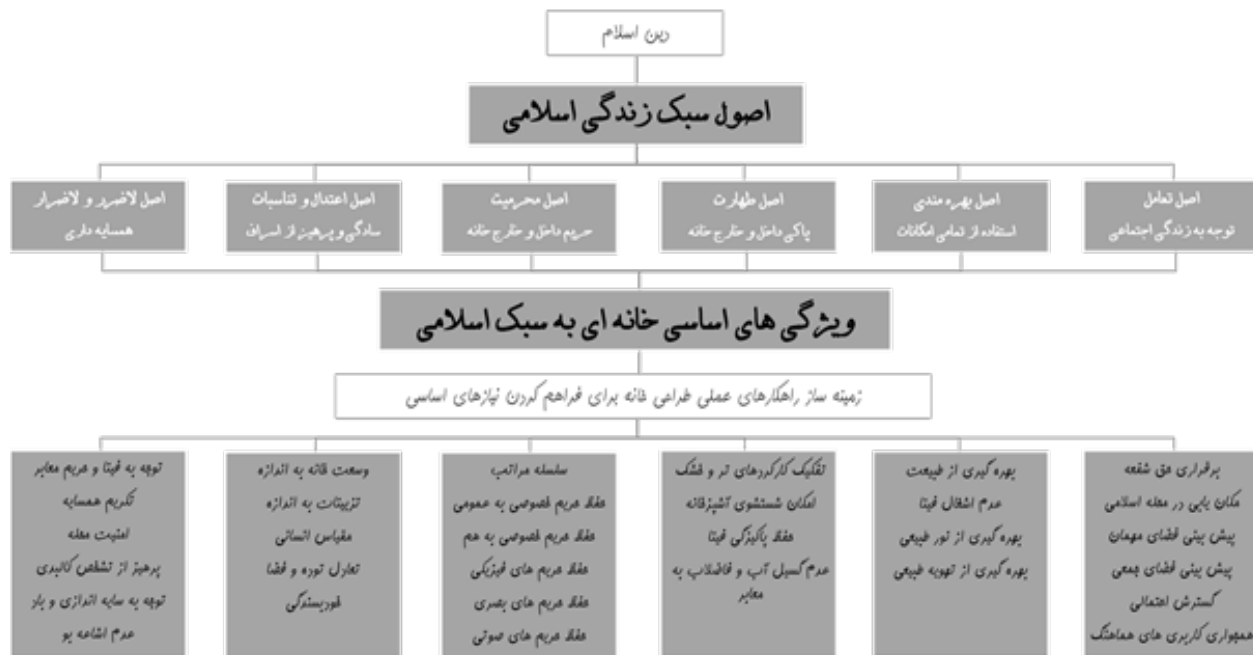 دین اسلام
اصول سبک زندگی اسلامی
اصل تعامل
توجه به زندگی اجتماعی
اصل بهره مندی
استفاده از تمامی امکانات
اصل طهارت
پاکی داخل و خارج خانه
اصل محرمیت
حریم داخل و خارج خانه
اصل اعتدال و تناسبات
سادگی و پرهیز از اسراف
اصل لاضرر و لاضرار
همسایه داری
ویژگی های اساسی خانه ای به سبک اسلامی
زمینه ساز راهکارهای عملی طراحی خانه برای فراهم کردن نیازهای اساسی
برقراری حق شفعه
مکان یابی در محله اسلامی
پیش بینی فضای مهمان
پیش بینی فضای جمعی
گسترش احتمالی
همجواری کاربری های هماهنگ
بهره گیری از طبیعت
عدم اشغال فینا
بهره گیری از نور طبیعی
بهره گیری از تهویه طبیعی
تفکیک کارکردهای تر و خشک
امکان شستشوی آشپزخانه
حفظ پاکیزگی فینا
عدم گسیل آب و فاضلاب به
معابر
سلسله مراتب
حفظ حریم خصوصی به عمومی
حفظ حریم خصوصی به هم
حفظ حریم های فیزیکی
حفظ حریم های بصری
حفظ حریم های صوتی
وسعت خانه به اندازه
تزیینات به اندازه
مقیاس انسانی
تعادل توده و فضا
خوربسندگی
توجه به فینا و حریم معابر
تکریم همسایه
امنیت محله
پرهیز از تشخص کالبدی
توجه به سایه اندازی و باد
عدم اشاعه بو